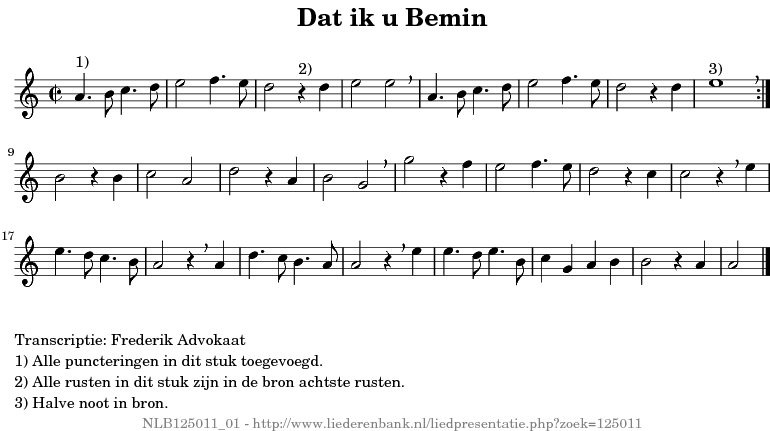 Dat ik u Bemin
1)
2)
3)
9
17
Transcriptie: Frederik Advokaat
1) Alle puncteringen in dit stuk toegevoegd.
2) Alle rusten in dit stuk zijn in de bron achtste rusten.
3) Halve noot in bron.
NLB125011_01 - http://www.liederenbank.nl/liedpresentatie.php?zoek=125011